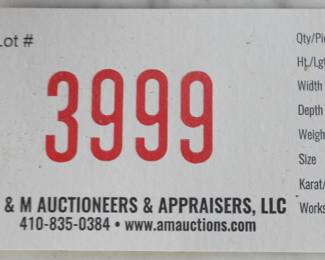 Lot #
3999
& M AUCTIONEERS & APPRAISERS, LLC
410-835-0384 • www.amauctions.com
Qty/Pi
Ht./Lgt
Width
Depth
Weigh
Size
Karat/
Works